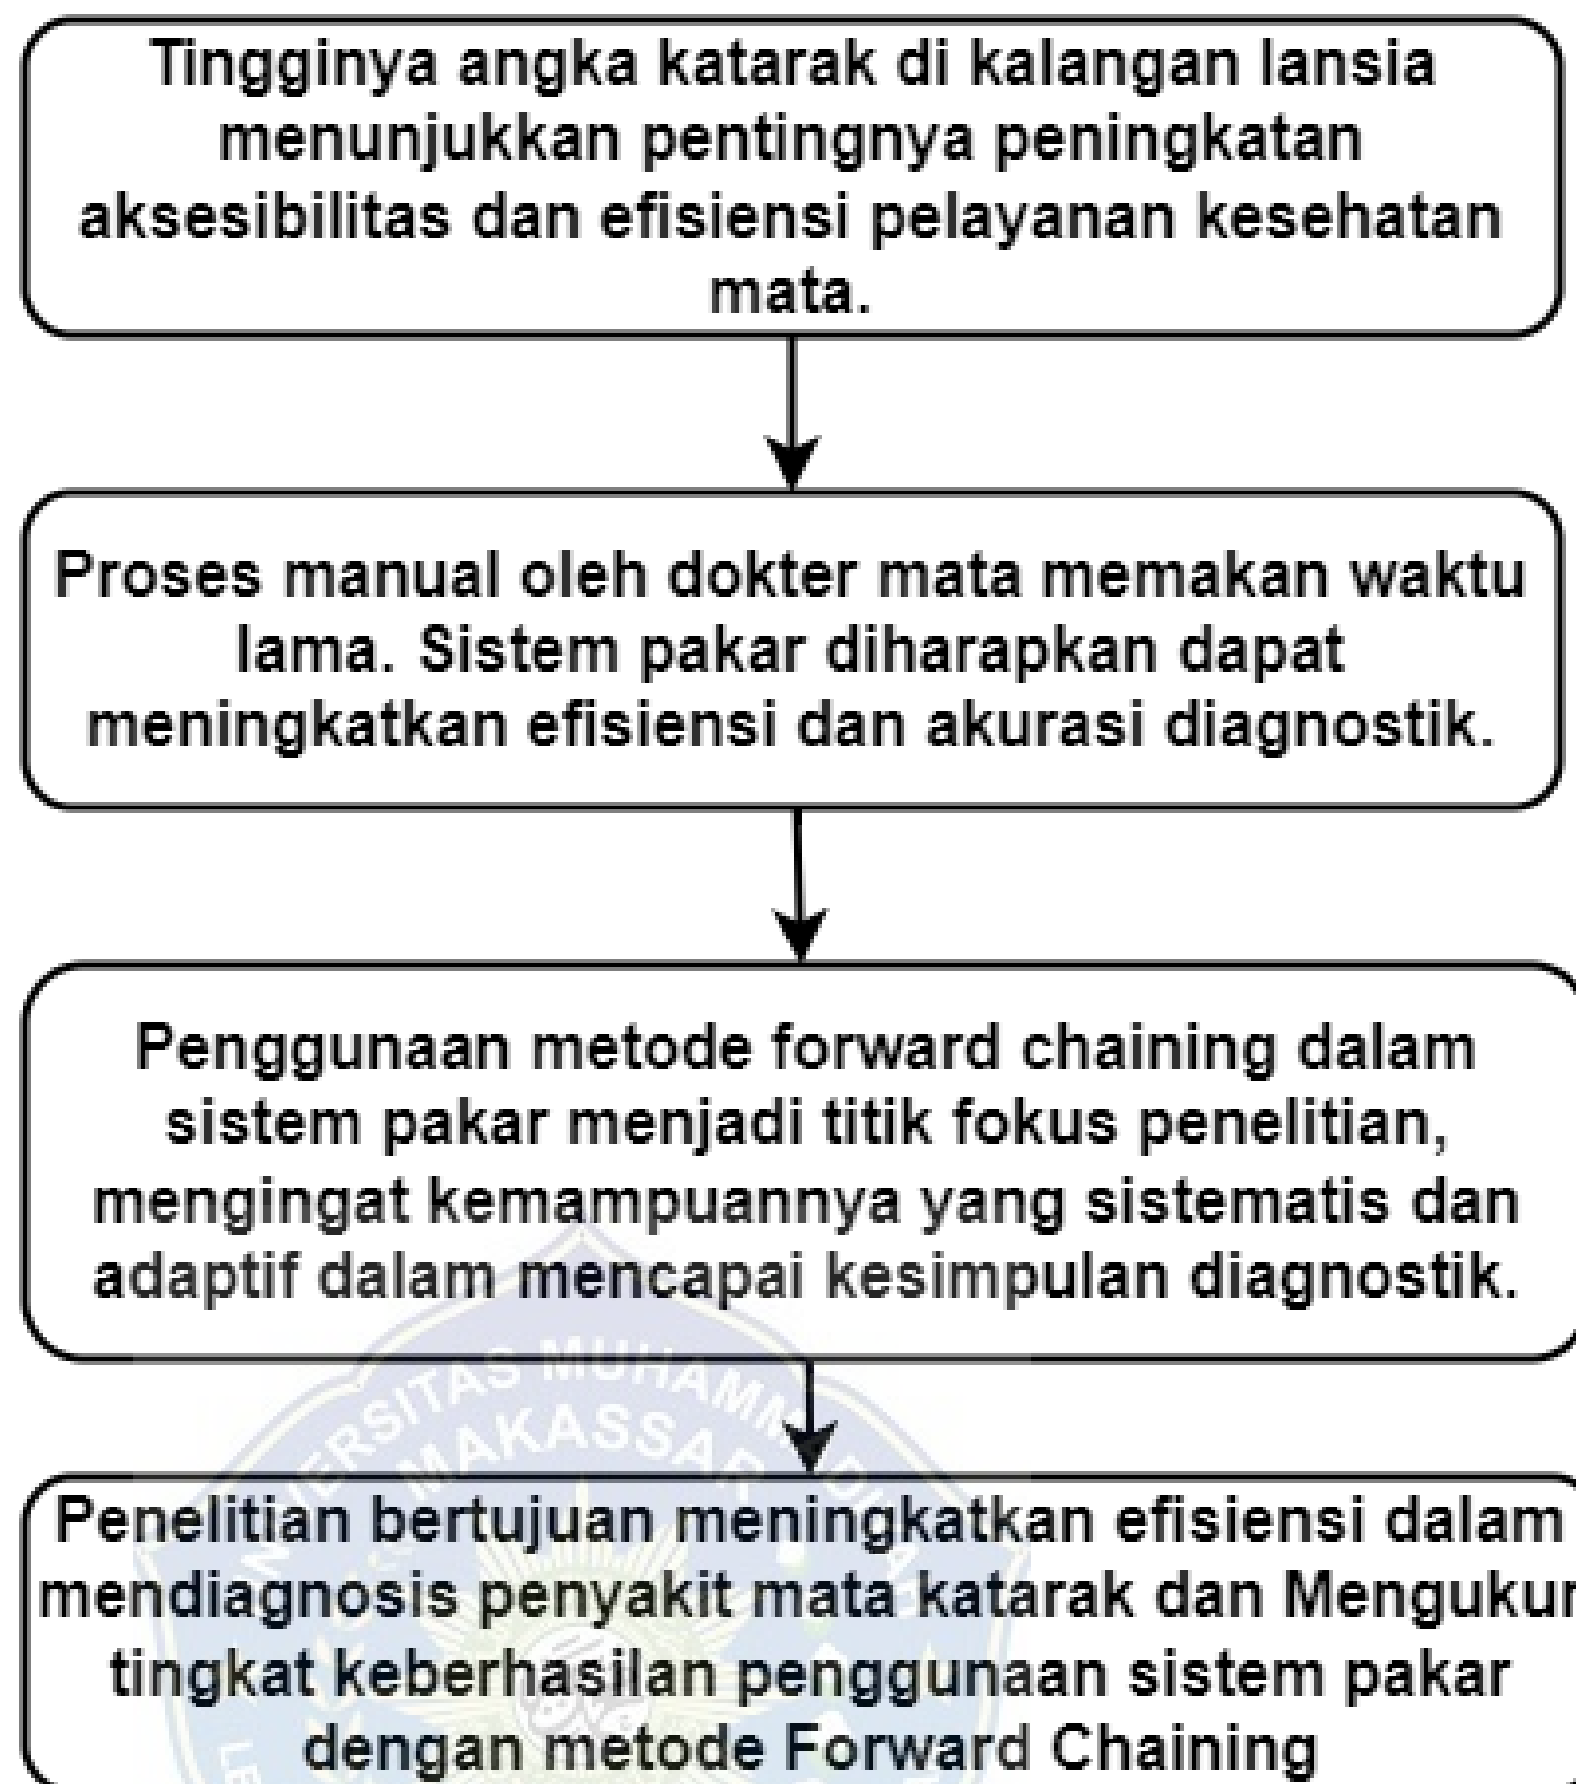 Tingginya angka katarak di kalangan lansia
menunjukkan pentingnya peningkatan
aksesibilitas dan efisiensi pelayanan kesehatan
mata.
Proses manual oleh dokter mata memakan waktu
lama. Sistem pakar diharapkan dapat
meningkatkan efisiensi dan akurasi diagnostik.
Penggunaan metode forward chaining dalam
sistem pakar menjadi titik fokus penelitian,
mengingat kemampuannya yang sistematis dan
adaptif dalam mencapai kesimpulan diagnostik.
MAKASSAR
Penelitian bertujuan meningkatkan efisiensi dalam
mendiagnosis penyakit mata katarak dan Mengukur
tingkat keberhasilan penggunaan sistem pakar
dengan metode Forward Chaining